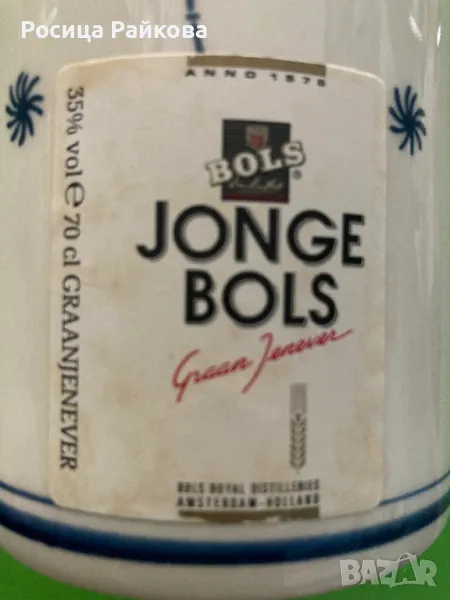 Росица Райкова
ANNO 1575
BOLS
®
JONGE
BOLS
Graan Jenever
BOLS ROYAL DISTILLERIES
AMSTERDAM-HOLLAND
35% vol e 70 cl GRAANJENEVER
BAZAR